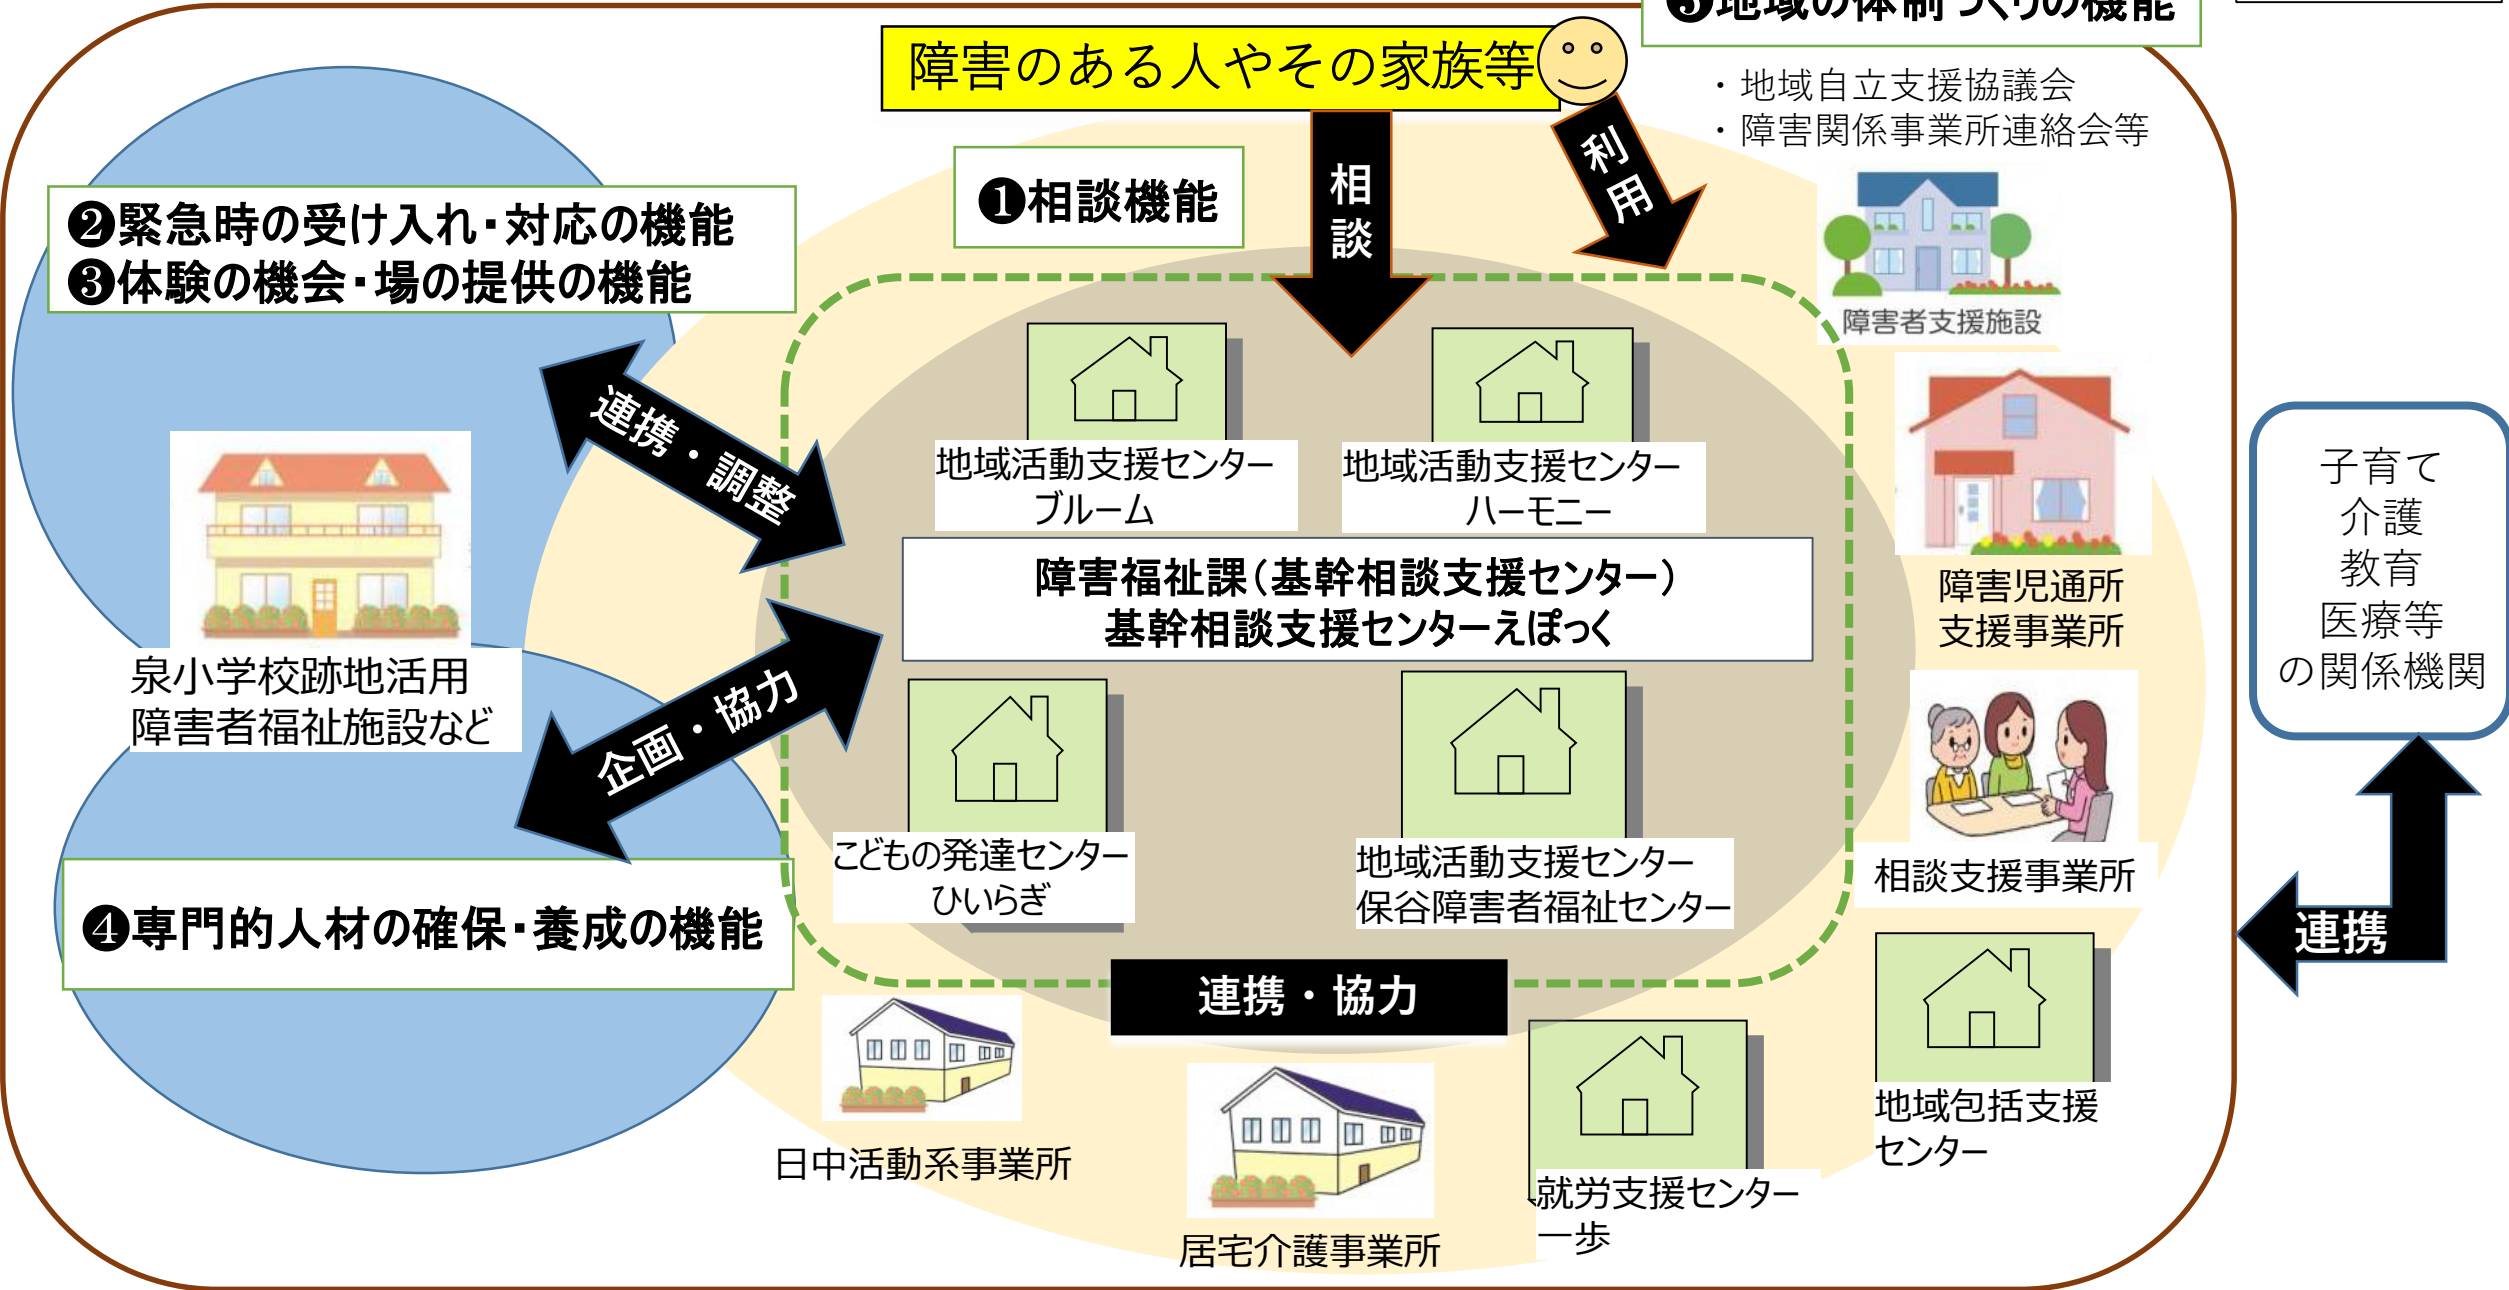 ❺地域の体制づくりの機能
障害のある人やその家族等
・地域自立支援協議会
・障害関係事業所連絡会等
❶相談機能
相談
利用
❷緊急時の受け入れ・対応の機能
❸体験の機会・場の提供の機能
障害者支援施設
連携・調整
地域活動支援センター
ブルーム
地域活動支援センター
ハーモニー
障害福祉課(基幹相談支援センター)
基幹相談支援センターえぽっく
障害児通所
支援事業所
子育て
介護
教育
医療等
の関係機関
泉小学校跡地活用
障害者福祉施設など
企画・協力
こどもの発達センター
ひいらぎ
地域活動支援センター
保谷障害者福祉センター
相談支援事業所
❹専門的人材の確保・養成の機能
連携
連携・協力
日中活動系事業所
居宅介護事業所
就労支援センター
一歩
地域包括支援
センター